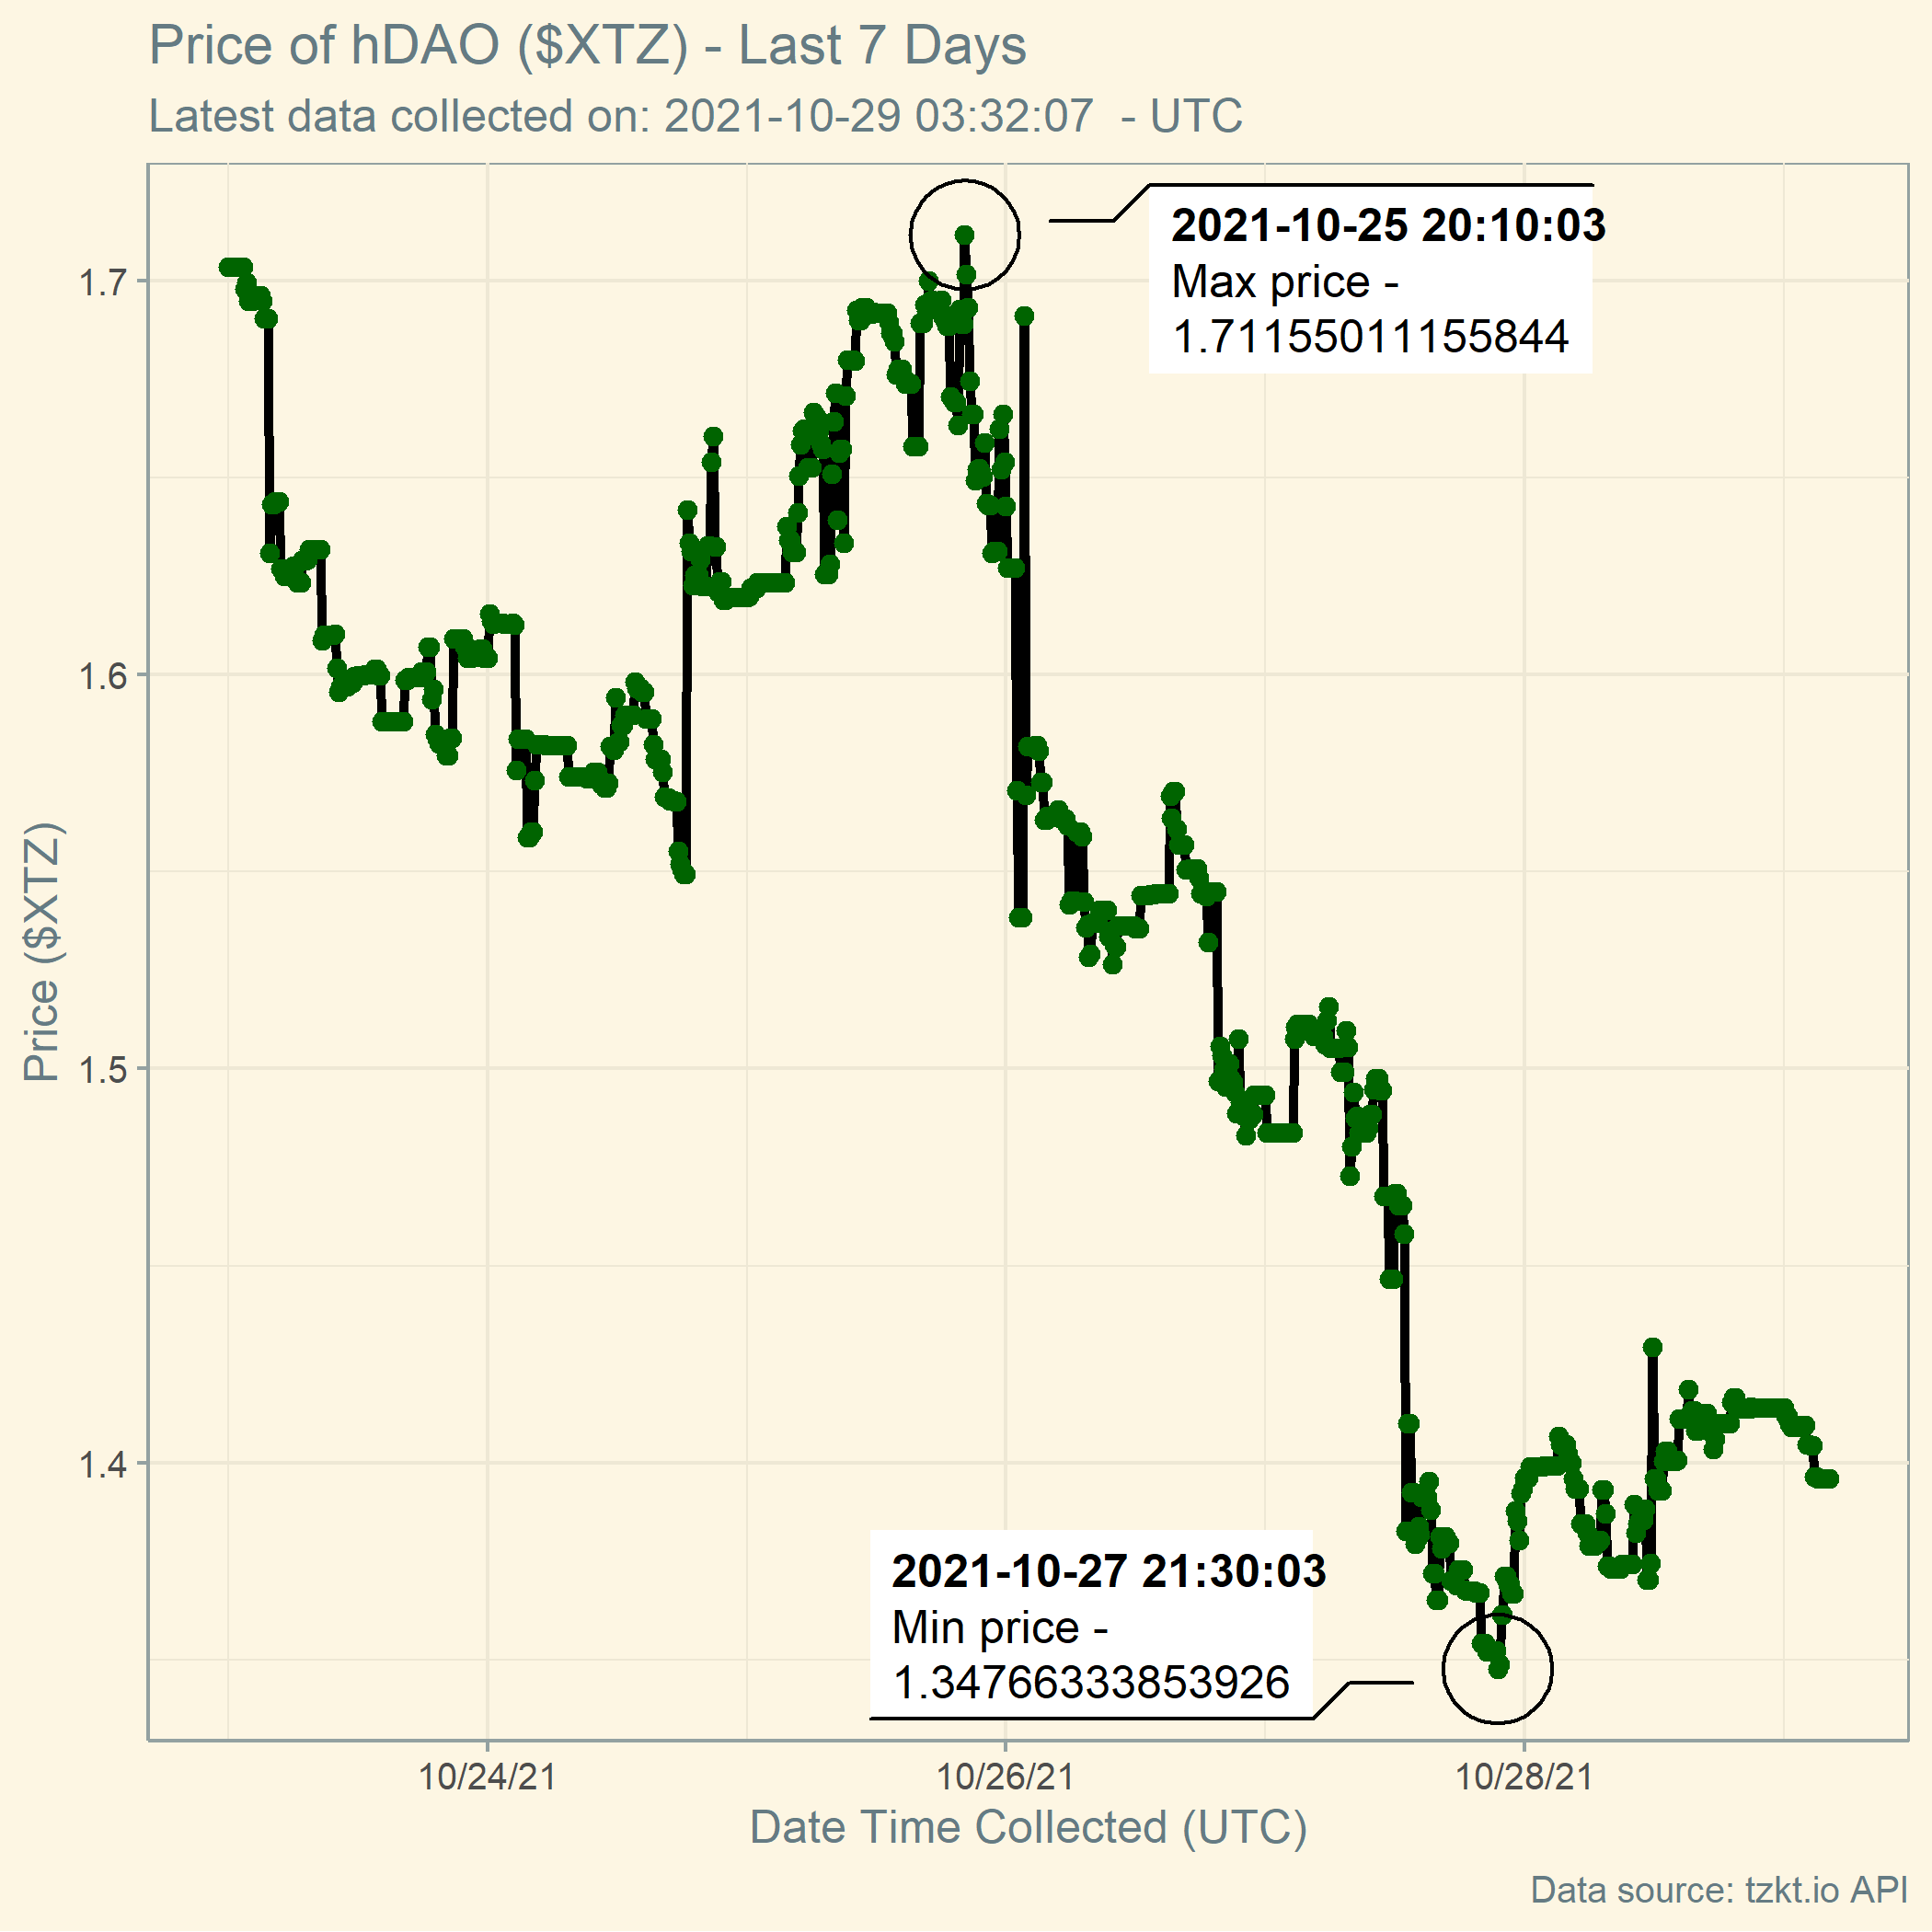 Price of hDAO ($XTZ) - Last 7 Days
Latest data collected on: 2021-10-29 03:32:07  - UTC
2021-10-25 20:10:03
Max price -
1.71155011155844
1.7
1.6
Price ($XTZ)
1.5
1.4
2021-10-27 21:30:03
Min price -
1.34766333853926
10/24/21
10/26/21
10/28/21
Date Time Collected (UTC)
Data source: tzkt.io API